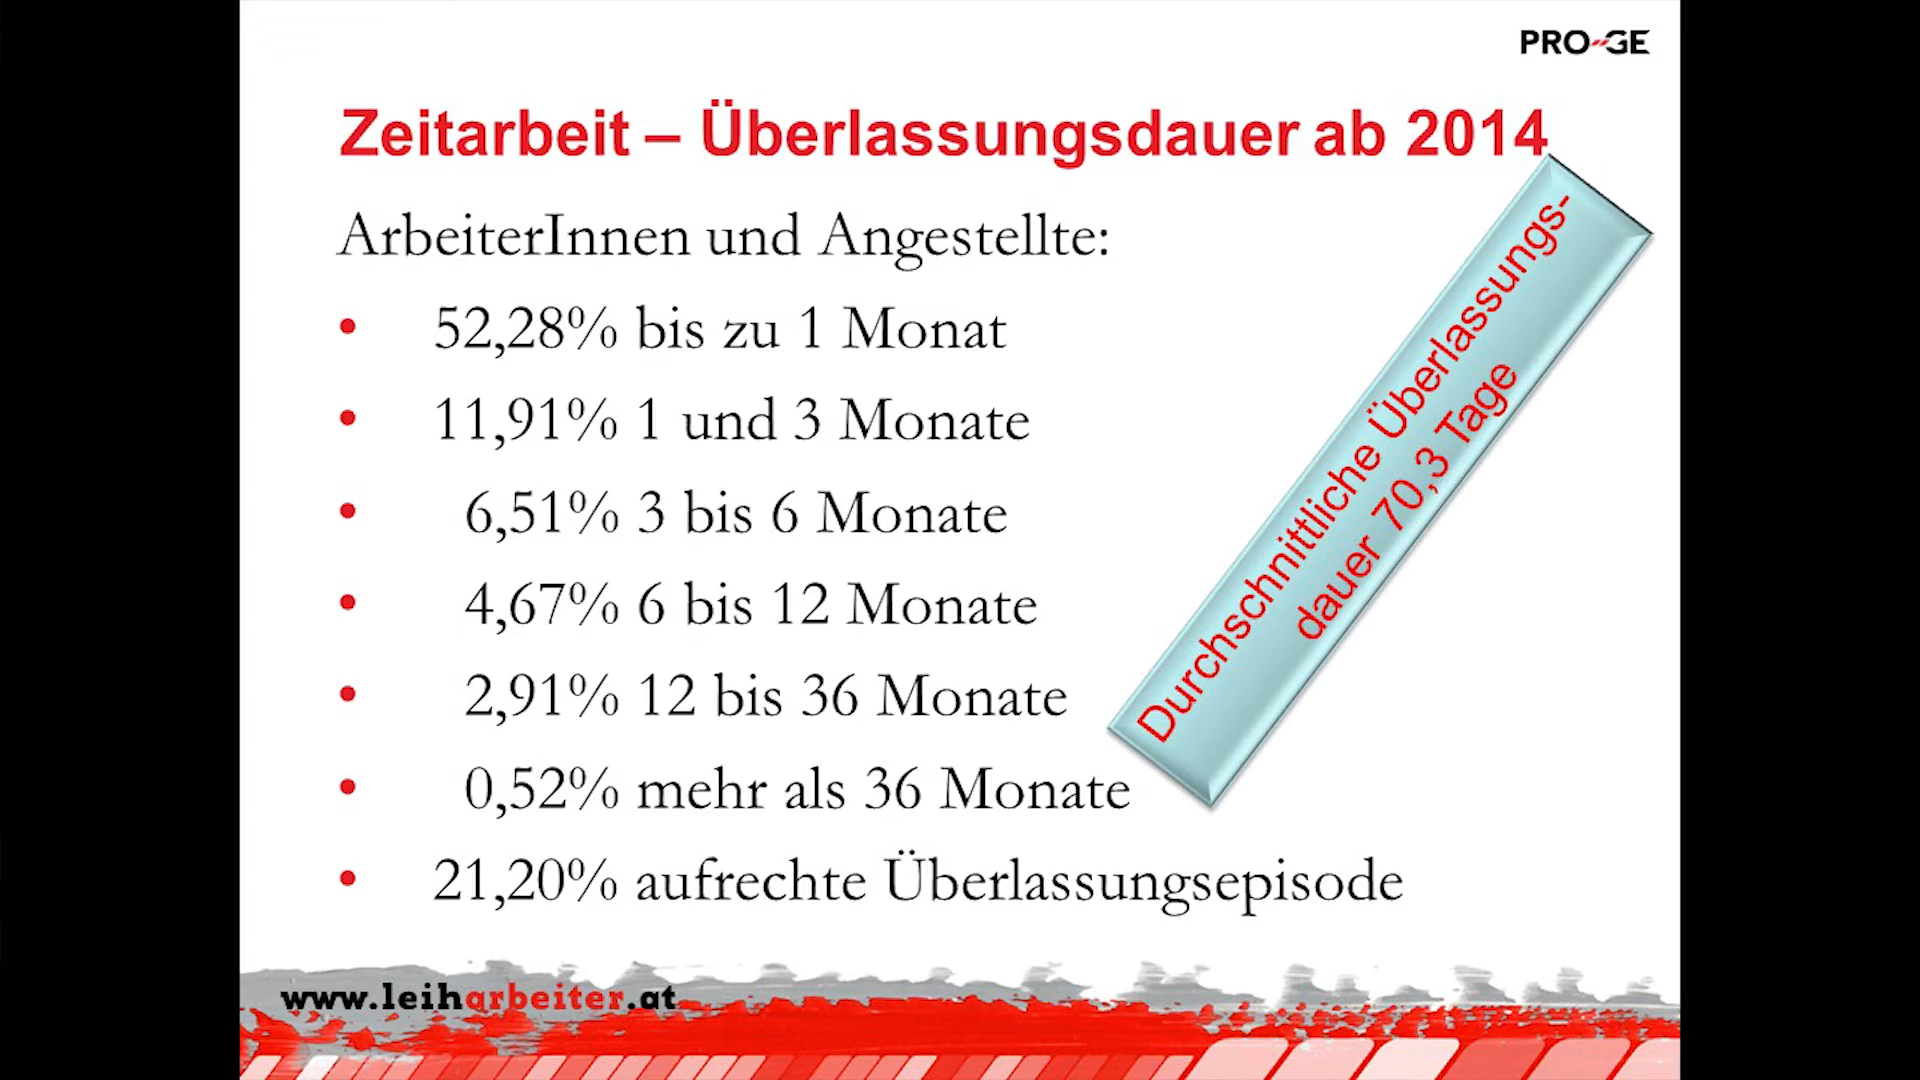 PRO-GE
Zeitarbeit – Überlassungsdauer ab 2014
ArbeiterInnen und Angestellte:
• 52,28% bis zu 1 Monat
• 11,91% 1 und 3 Monate
• 6,51% 3 bis 6 Monate
• 4,67% 6 bis 12 Monate
• 2,91% 12 bis 36 Monate
• 0,52% mehr als 36 Monate
• 21,20% aufrechte Überlassungsepisode
Durchschnittliche Überlassungs-
dauer 70,3 Tage
www.leiharbeiter.at